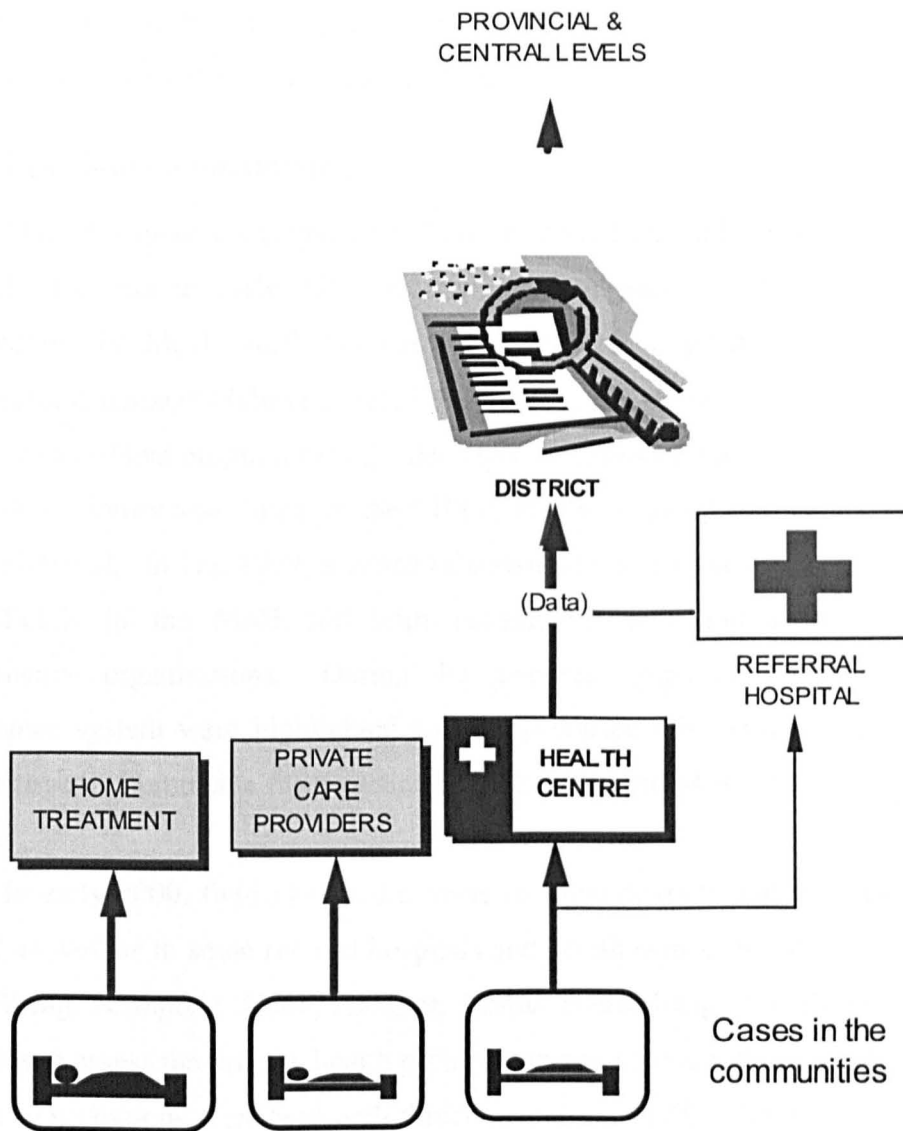 PROVINCIAL &
CENTRAL LEVELS
DISTRICT
(Data)
REFERRAL
HOSPITAL
HOME
TREATMENT
PRIVATE
CARE
PROVIDERS
HEALTH
CENTRE
Cases in the
communities